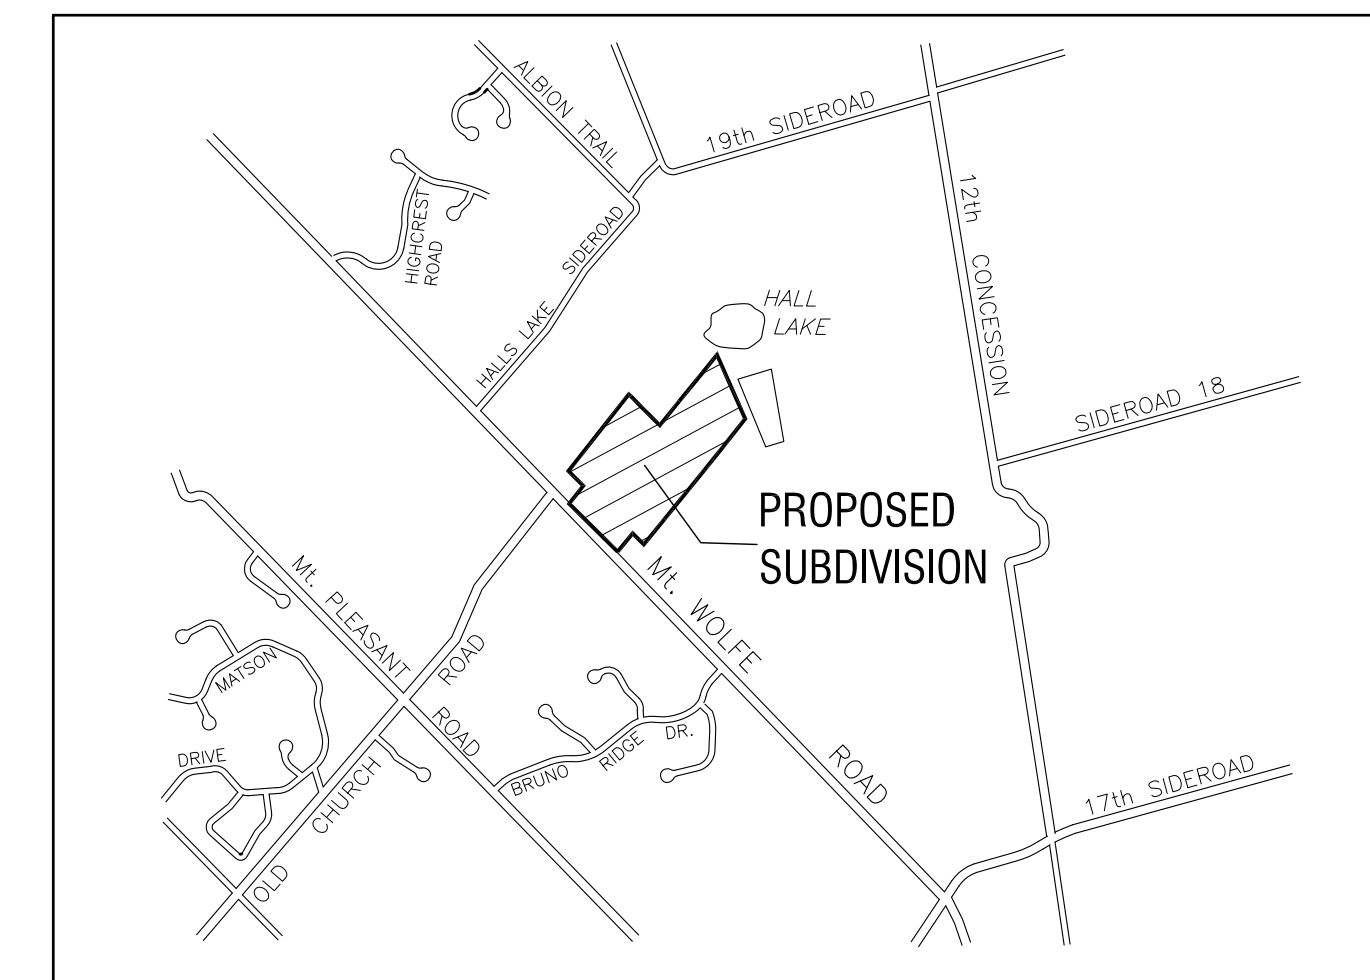 ALBION TRAIL
19th SIDEROAD
12th CONCESSION
HIGHCREST
ROAD
HALLS LAKE SIDEROAD
HALL
LAKE
SIDEROAD 18
PROPOSED
SUBDIVISION
Mt. PLEASANT ROAD
Mt. WOLFE ROAD
MATSON DRIVE
BRUNO RIDGE DR.
OLD CHURCH ROAD
17th SIDEROAD